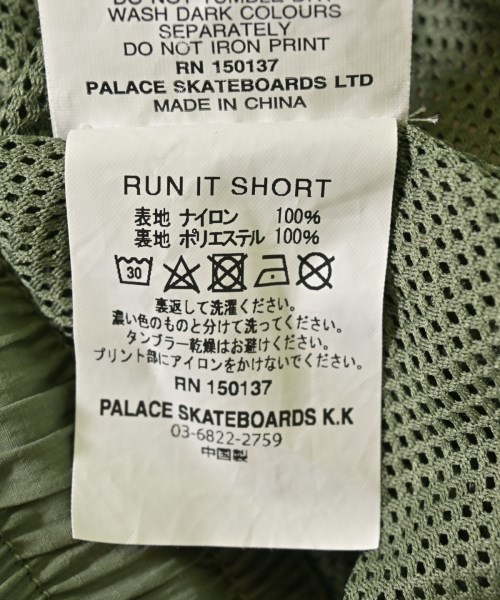 DO NOT TUMBLE DRY
WASH DARK COLOURS
SEPARATELY
DO NOT IRON PRINT
RN 150137
PALACE SKATEBOARDS LTD
MADE IN CHINA
RUN IT SHORT
表地 ナイロン 100%
裏地 ポリエステル 100%
30
裏返して洗濯ください。
濃い色のものと分けて洗ってください。
タンブラー乾燥はお避けください。
プリント部にアイロンをかけないでください。
RN 150137
PALACE SKATEBOARDS K.K
03-6822-2759
中国製